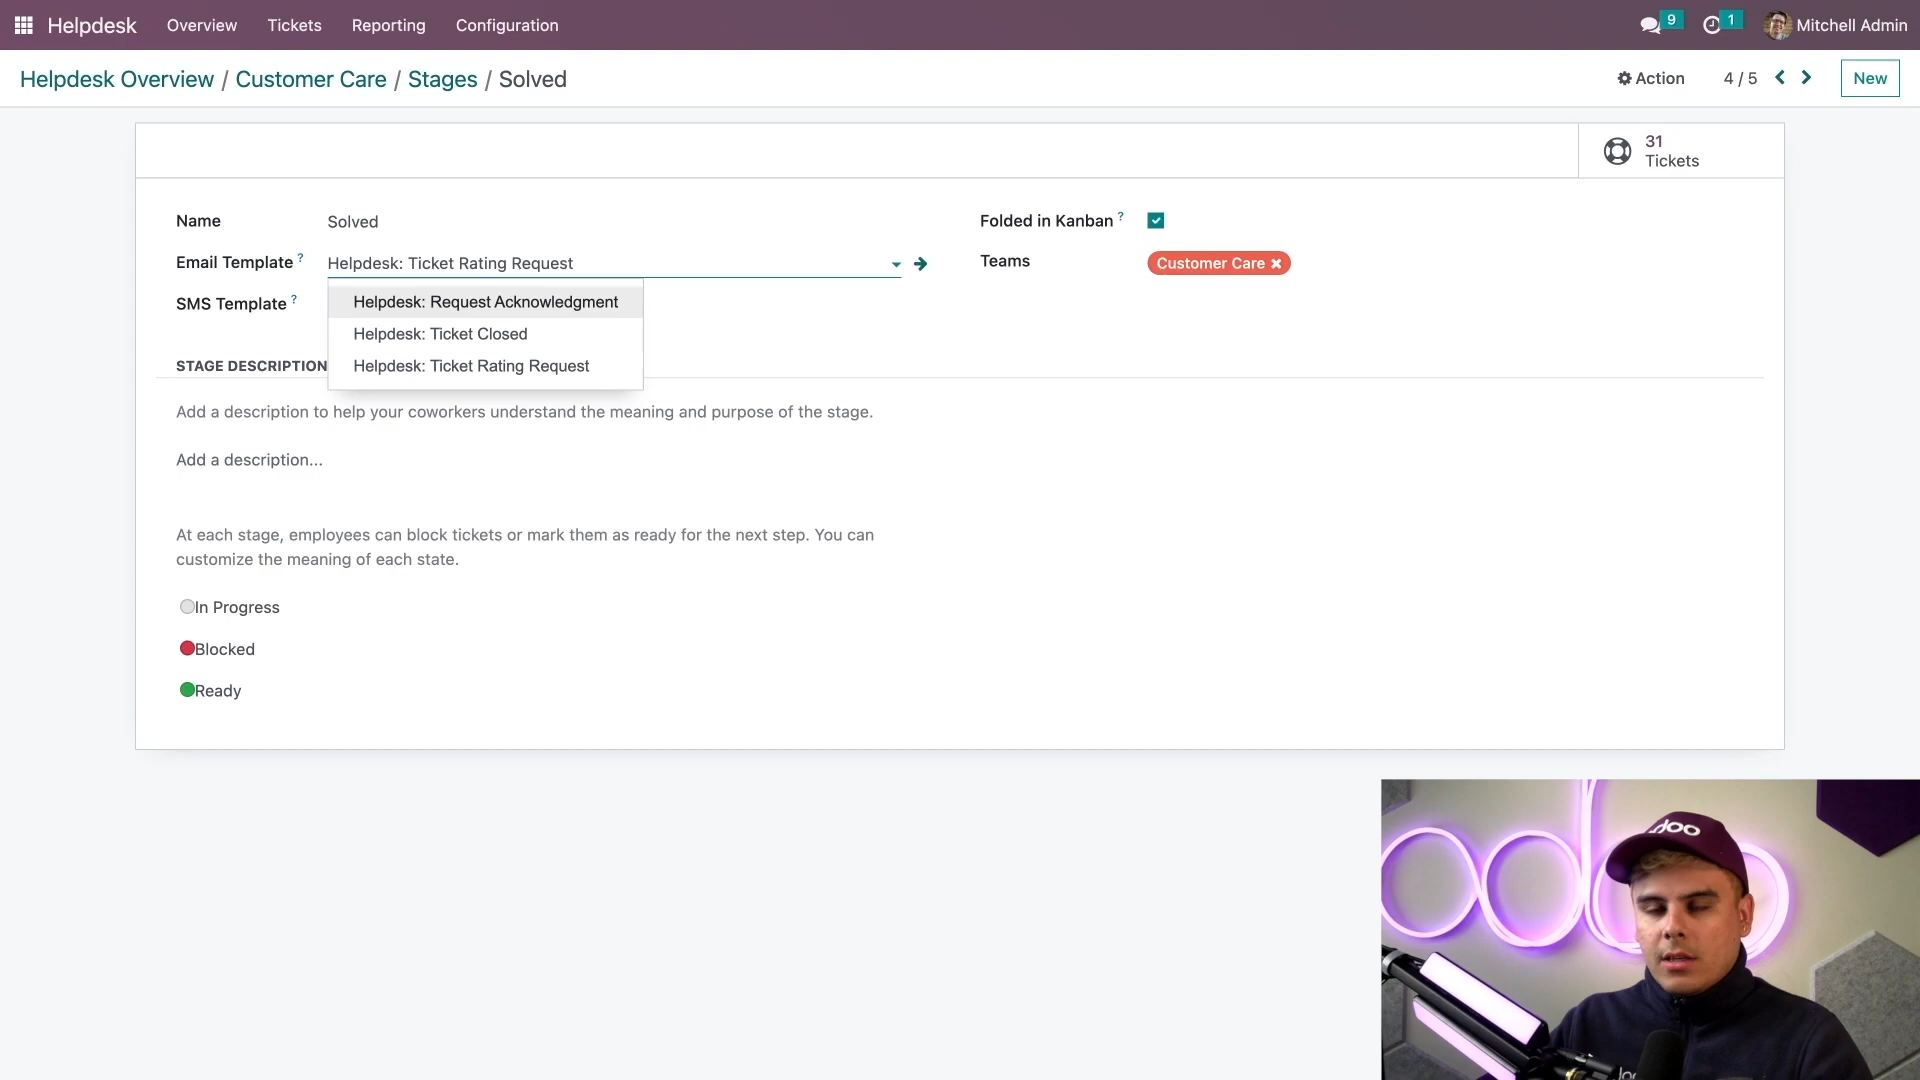 Helpdesk Overview Tickets Reporting Configuration 9 1 Mitchell Admin
Helpdesk Overview / Customer Care / Stages / Solved Action 4 / 5 New
31
Tickets
Name Solved Folded in Kanban ?
Email Template ? Helpdesk: Ticket Rating Request Teams Customer Care
SMS Template ?
Helpdesk: Request Acknowledgment
Helpdesk: Ticket Closed
Helpdesk: Ticket Rating Request
STAGE DESCRIPTION
Add a description to help your coworkers understand the meaning and purpose of the stage.
Add a description...
At each stage, employees can block tickets or mark them as ready for the next step. You can
customize the meaning of each state.
In Progress
Blocked
Ready
odoo